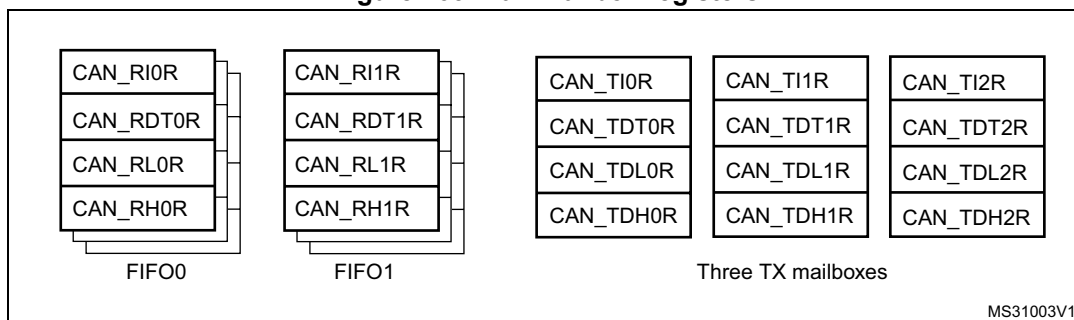 CAN_RI0R
CAN_RDT0R
CAN_RL0R
CAN_RH0R
FIFO0
CAN_RI1R
CAN_RDT1R
CAN_RL1R
CAN_RH1R
FIFO1
CAN_TI0R
CAN_TDT0R
CAN_TDL0R
CAN_TDH0R
CAN_TI1R
CAN_TDT1R
CAN_TDL1R
CAN_TDH1R
CAN_TI2R
CAN_TDT2R
CAN_TDL2R
CAN_TDH2R
Three TX mailboxes
MS31003V1